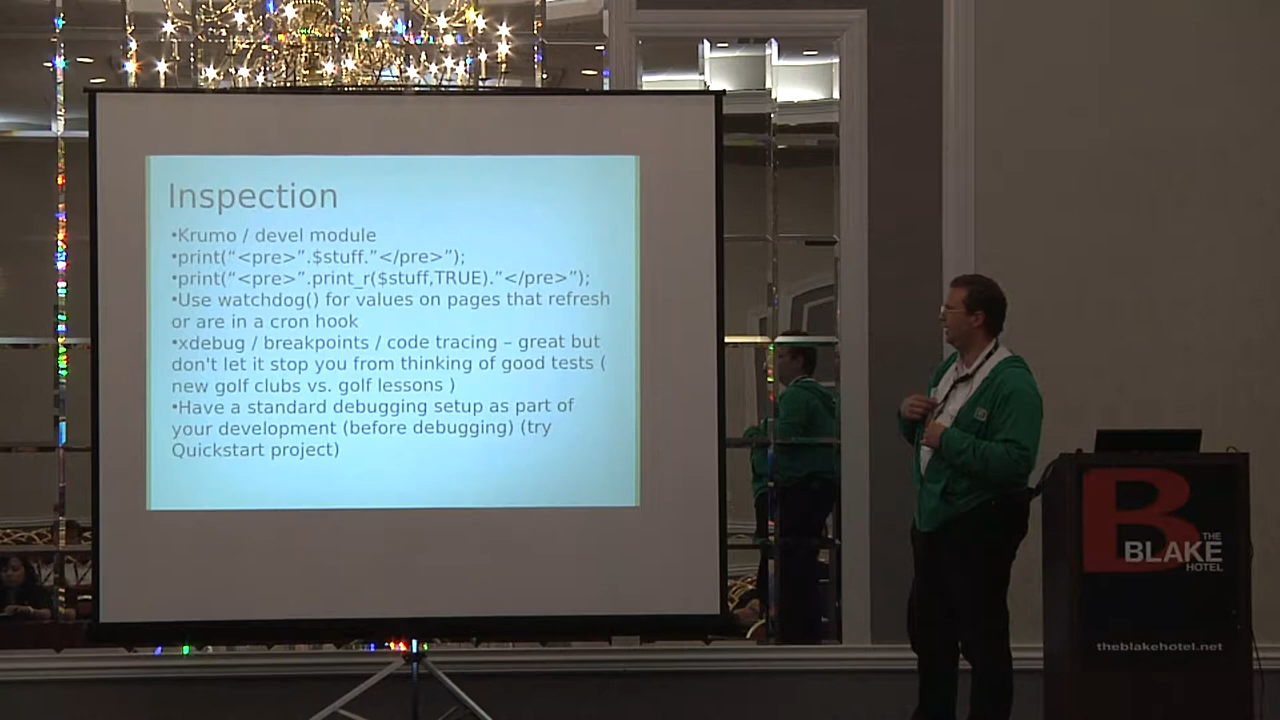 Inspection
•Krumo / devel module
•print(“<pre>”.$stuff.”</pre>”);
•print(“<pre>”.print_r($stuff,TRUE).”</pre>”);
•Use watchdog() for values on pages that refresh
or are in a cron hook
•xdebug / breakpoints / code tracing – great but
don't let it stop you from thinking of good tests (
new golf clubs vs. golf lessons )
•Have a standard debugging setup as part of
your development (before debugging) (try
Quickstart project)
B
THE
BLAKE
HOTEL
theblakehotel.net